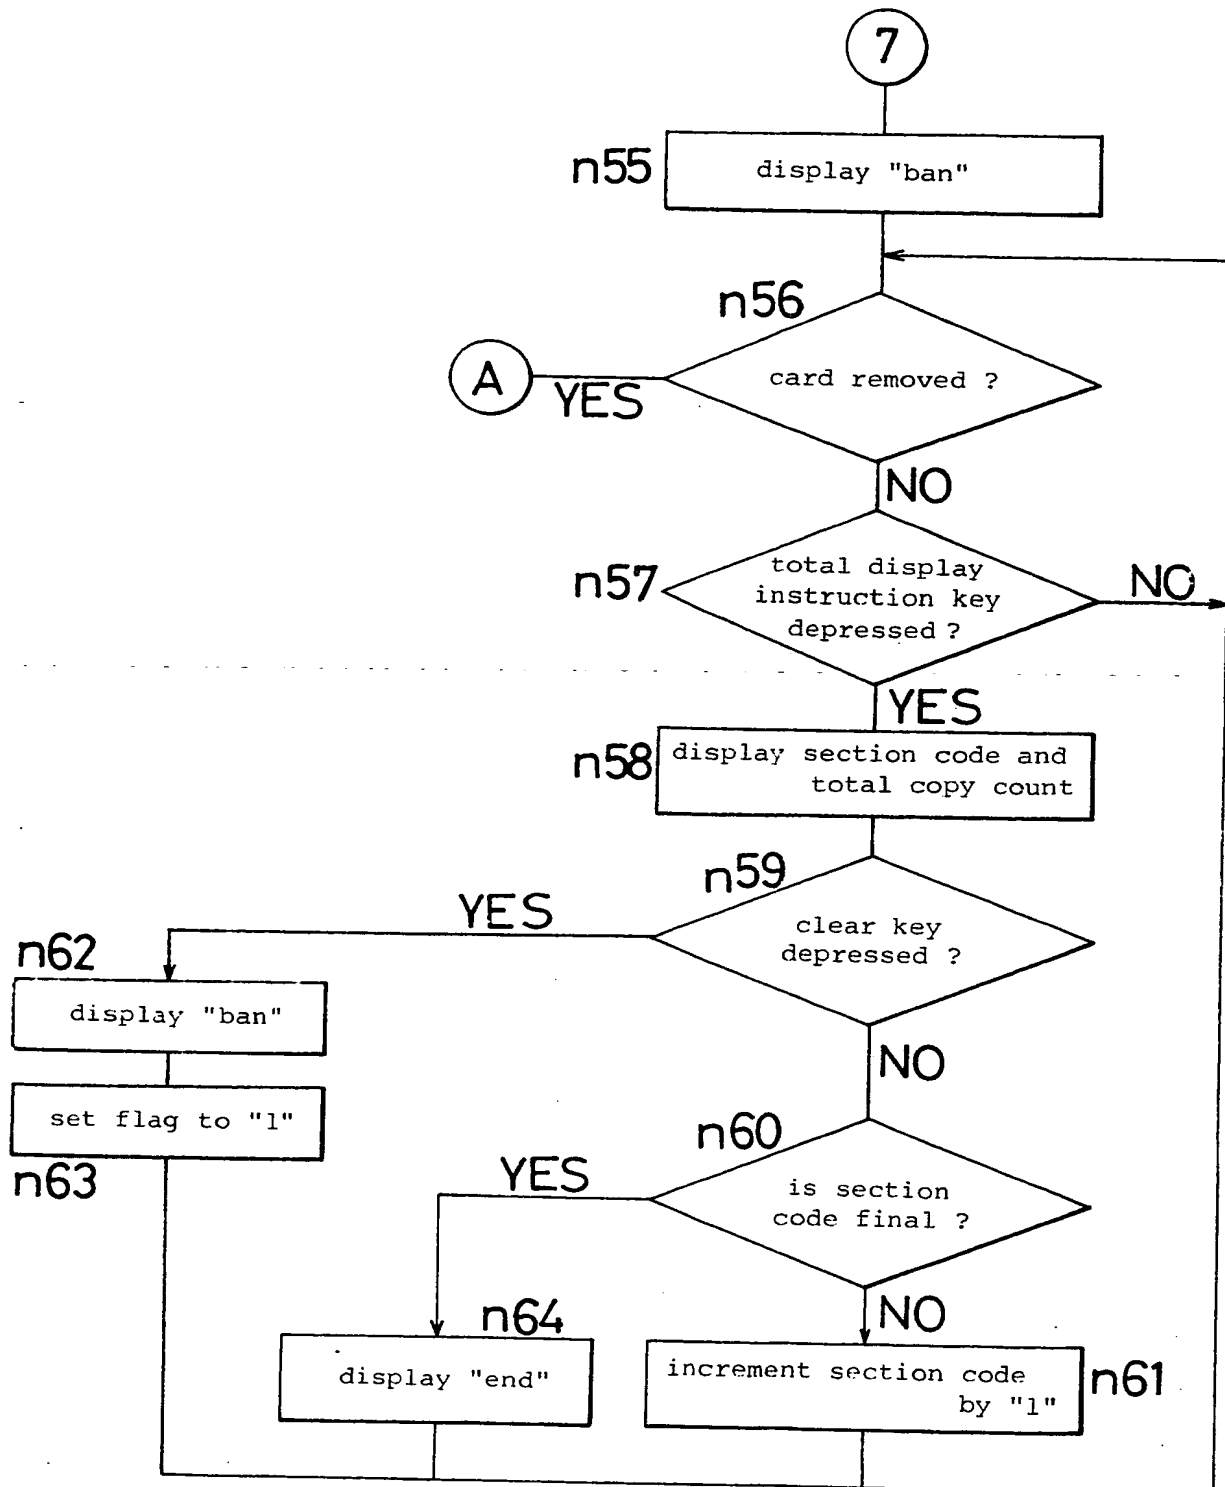 7
n55
display "ban"
n56
A
YES
card removed ?
NO
n57
total display
instruction key
depressed ?
NO
YES
n58
display section code and
total copy count
n59
YES
clear key
depressed ?
n62
display "ban"
NO
set flag to "1"
n63
n60
YES
is section
code final ?
n64
NO
display "end"
increment section code
by "1"
n61